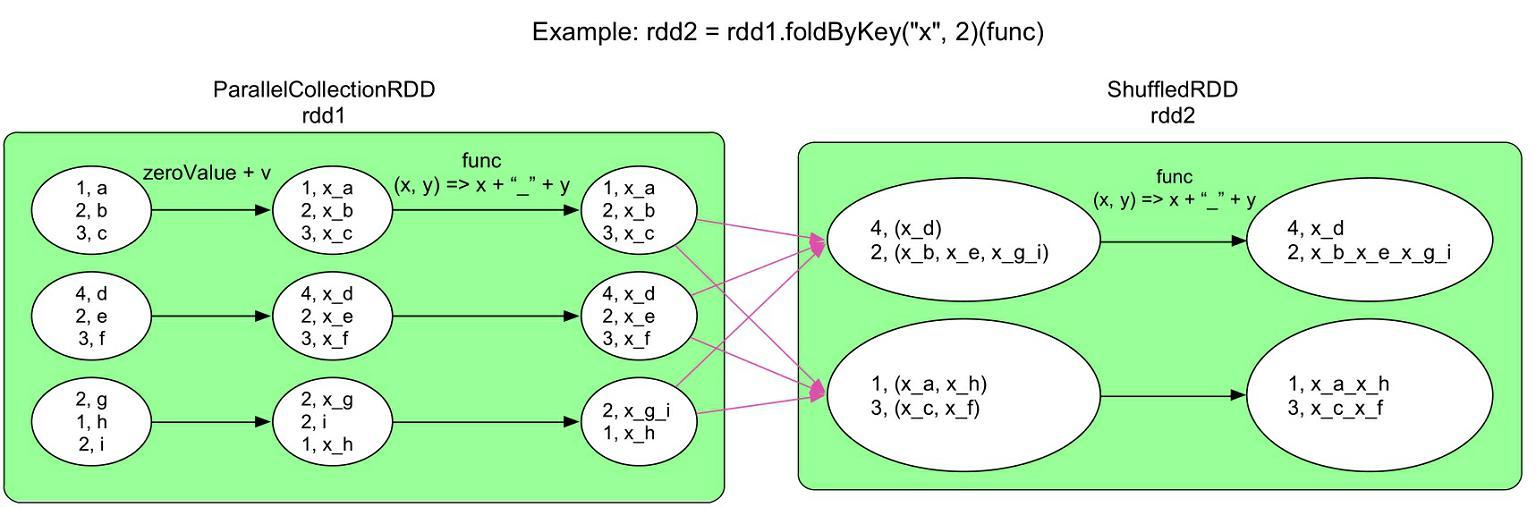 Example: rdd2 = rdd1.foldByKey("x", 2)(func)
ParallelCollectionRDD
rdd1
zeroValue + v
func
(x, y) => x + “_” + y
1, a
2, b
3, c
1, x_a
2, x_b
3, x_c
1, x_a
2, x_b
3, x_c
4, d
2, e
3, f
4, x_d
2, x_e
3, x_f
4, x_d
2, x_e
3, x_f
2, g
1, h
2, i
2, x_g
2, i
1, x_h
2, x_g_i
1, x_h
ShuffledRDD
rdd2
func
(x, y) => x + “_” + y
4, (x_d)
2, (x_b, x_e, x_g_i)
4, x_d
2, x_b_x_e_x_g_i
1, (x_a, x_h)
3, (x_c, x_f)
1, x_a_x_h
3, x_c_x_f